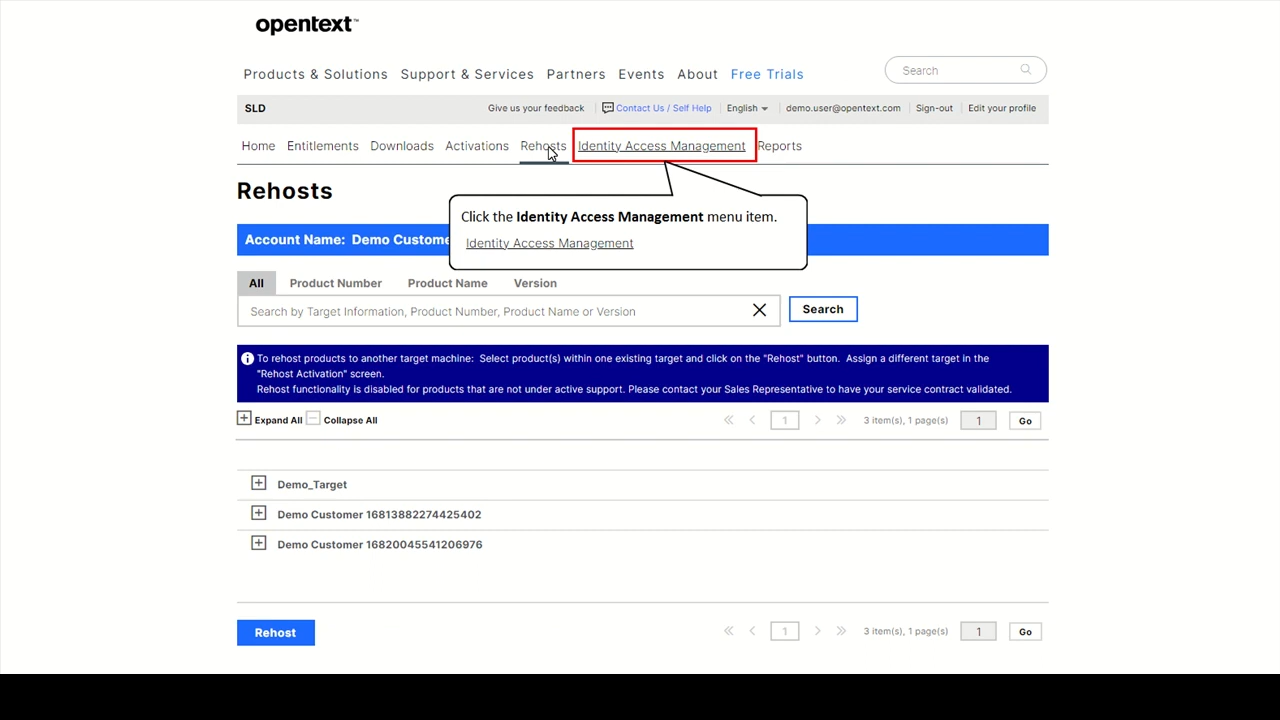 opentext™
Products & Solutions Support & Services Partners Events About Free Trials
Search
SLD Give us your feedback Contact Us / Self Help English demo.user@opentext.com Sign-out Edit your profile
Home Entitlements Downloads Activations Rehosts Identity Access Management Reports
Rehosts
Click the Identity Access Management menu item.
Account Name: Demo Custome
Identity Access Management
All Product Number Product Name Version
Search by Target Information, Product Number, Product Name or Version
Search
To rehost products to another target machine: Select product(s) within one existing target and click on the "Rehost" button. Assign a different target in the
"Rehost Activation" screen.
Rehost functionality is disabled for products that are not under active support. Please contact your Sales Representative to have your service contract validated.
Expand All Collapse All 1 3 item(s), 1 page(s) 1 Go
Demo_Target
Demo Customer 16813882274425402
Demo Customer 16820045541206976
Rehost 1 3 item(s), 1 page(s) 1 Go